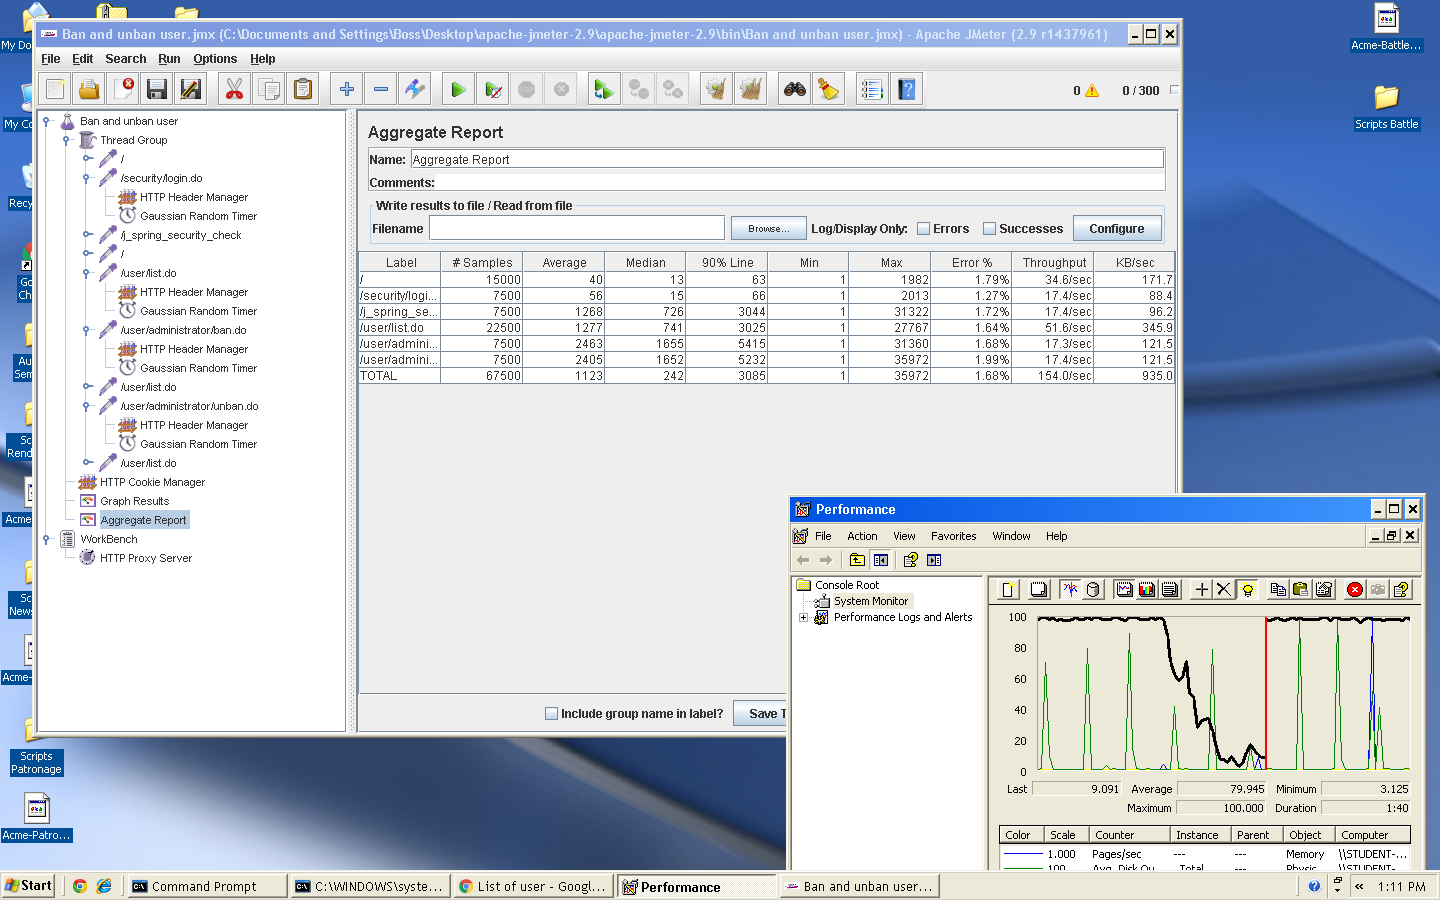 Ban and unban user.jmx (C:\Documents and Settings\Boss\Desktop\apache-jmeter-2.9\apache-jmeter-2.9\bin\Ban and unban user.jmx) - Apache JMeter (2.9 r1437961)
File Edit Search Run Options Help
0 0 / 300
Ban and unban user
Thread Group
/
/security/login.do
HTTP Header Manager
Gaussian Random Timer
/j_spring_security_check
/
/user/list.do
HTTP Header Manager
Gaussian Random Timer
/user/administrator/ban.do
HTTP Header Manager
Gaussian Random Timer
/user/list.do
/user/administrator/unban.do
HTTP Header Manager
Gaussian Random Timer
/user/list.do
HTTP Cookie Manager
Graph Results
Aggregate Report
WorkBench
HTTP Proxy Server
Aggregate Report
Name: Aggregate Report
Comments:
Write results to file / Read from file
Filename Browse... Log/Display Only: Errors Successes Configure
Label # Samples Average Median 90% Line Min Max Error % Throughput KB/sec
/ 15000 40 13 63 1 1982 1.79% 34.6/sec 171.7
/security/logi... 7500 56 15 66 1 2013 1.27% 17.4/sec 88.4
/j_spring_se... 7500 1268 726 3044 1 31322 1.72% 17.4/sec 96.2
/user/list.do 22500 1277 741 3025 1 27767 1.64% 51.6/sec 345.9
/user/admini... 7500 2463 1655 5415 1 31360 1.68% 17.3/sec 121.5
/user/admini... 7500 2405 1652 5232 1 35972 1.99% 17.4/sec 121.5
TOTAL 67500 1123 242 3085 1 35972 1.68% 154.0/sec 935.0
Include group name in label? Save T
Performance
File Action View Favorites Window Help
Console Root
System Monitor
Performance Logs and Alerts
100
80
60
40
20
0
Last 9.091 Average 79.945 Minimum 3.125
Maximum 100.000 Duration 1:40
Color Scale Counter Instance Parent Object Computer
1.000 Pages/sec --- --- Memory \\STUDENT-...
100 Avg. Disk Qu Total --- Physic \\STUDENT-
Acme-Battle...
Scripts Battle
My Do
My Co
Recy
Go
Ch
Au
Sem
Sc
Rend
Acme
Sc
News
Acme-
Scripts
Patronage
Acme-Patro...
Start Command Prompt C:\WINDOWS\syste... List of user - Googl... Performance Ban and unban user... « 1:11 PM